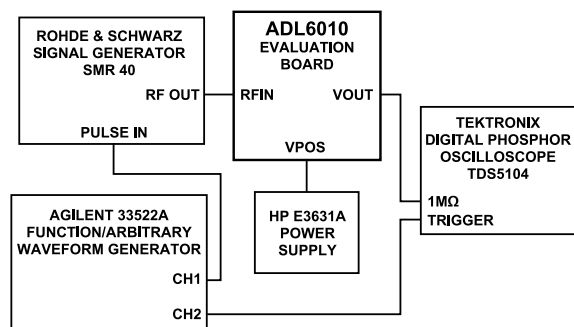 ROHDE & SCHWARZ
SIGNAL GENERATOR
SMR 40
RF OUT
PULSE IN
ADL6010
EVALUATION
BOARD
RFIN
VOUT
VPOS
TEKTRONIX
DIGITAL PHOSPHOR
OSCILLOSCOPE
TDS5104
1MΩ
TRIGGER
AGILENT 33522A
FUNCTION/ARBITRARY
WAVEFORM GENERATOR
CH1
CH2
HP E3631A
POWER
SUPPLY